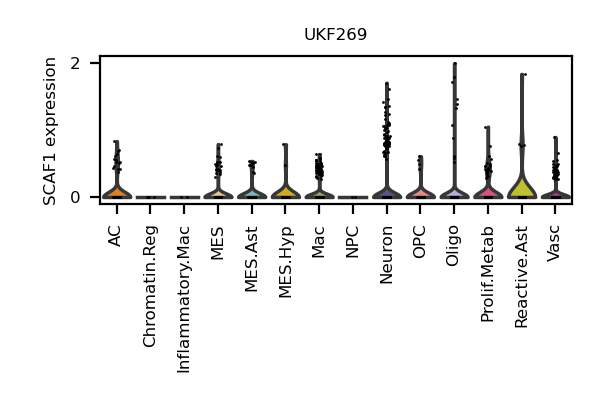 UKF269
SCAF1 expression
2
0
AC
Chromatin.Reg
Inflammatory.Mac
MES
MES.Ast
MES.Hyp
Mac
NPC
Neuron
OPC
Oligo
Prolif.Metab
Reactive.Ast
Vasc